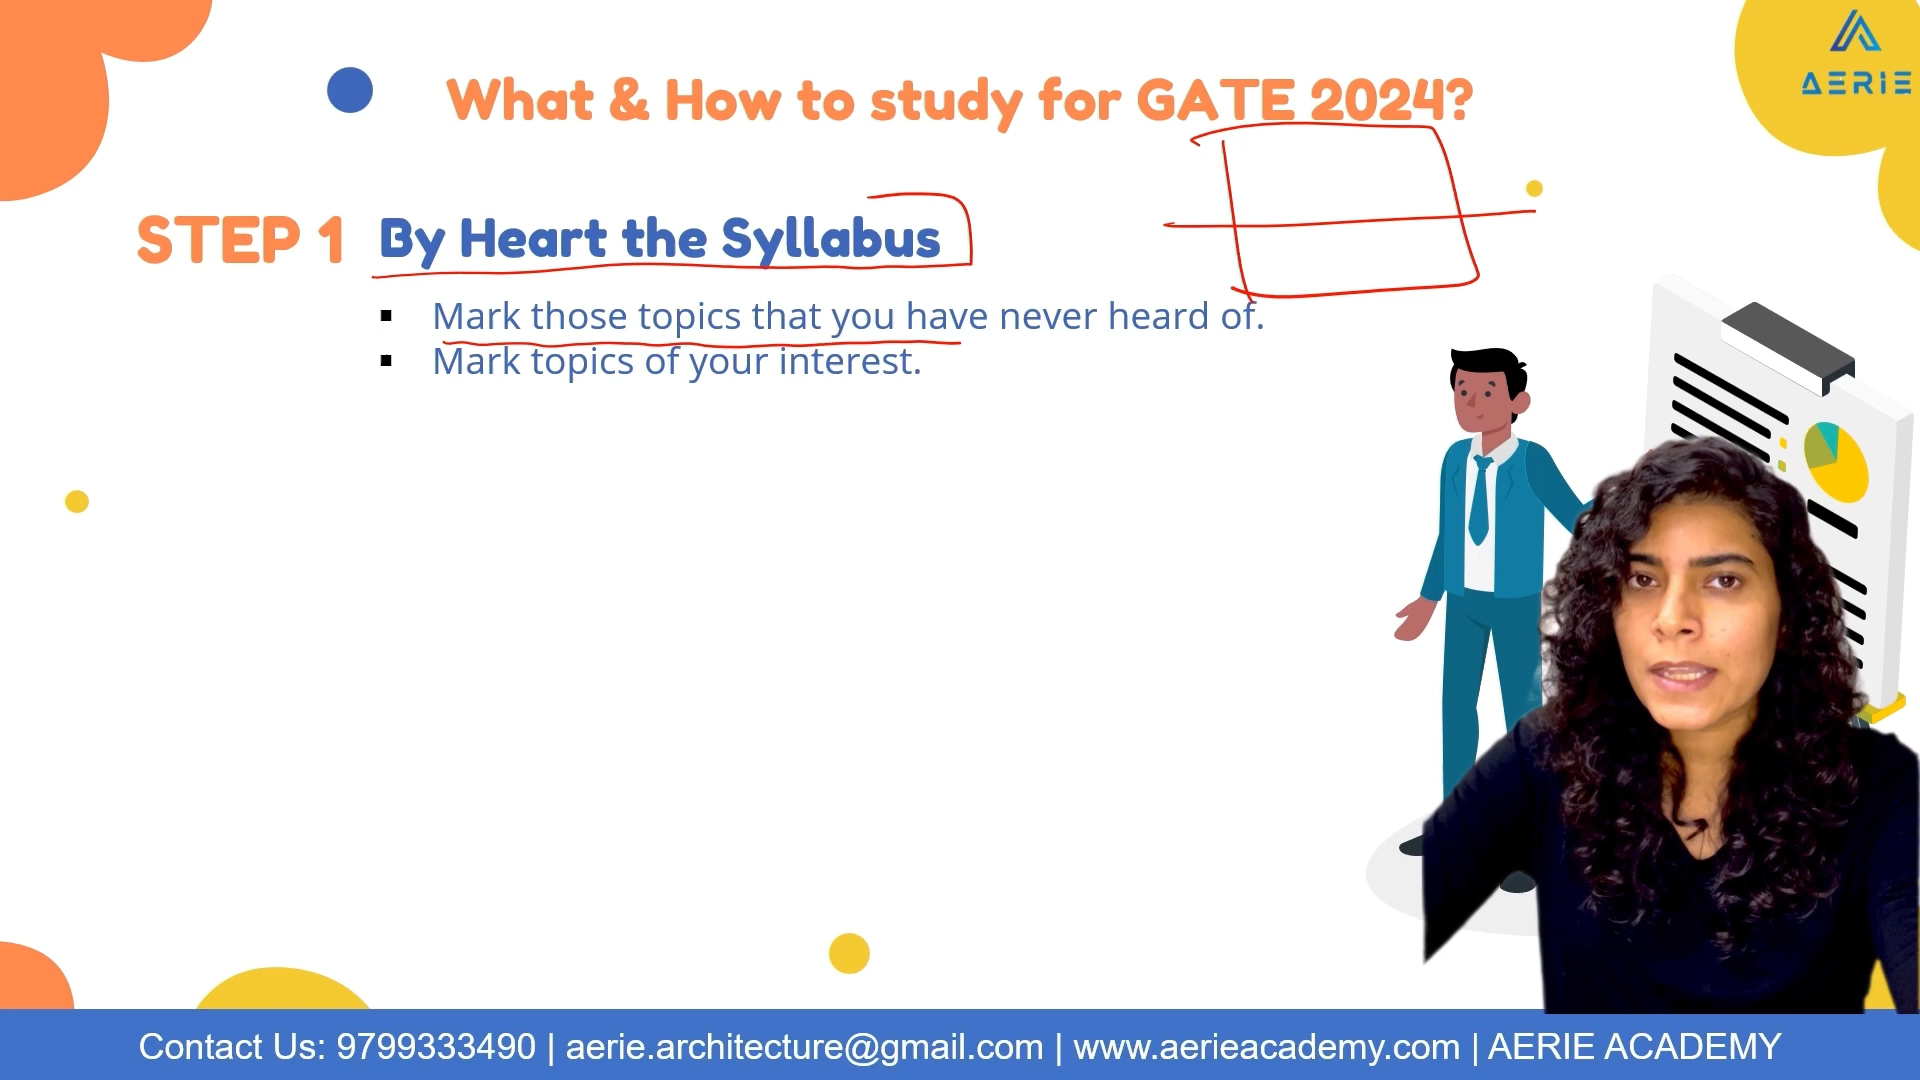 AERIE
What & How to study for GATE 2024?
STEP 1 By Heart the Syllabus
▪ Mark those topics that you have never heard of.
▪ Mark topics of your interest.
Contact Us: 9799333490 | aerie.architecture@gmail.com | www.aerieacademy.com | AERIE ACADEMY